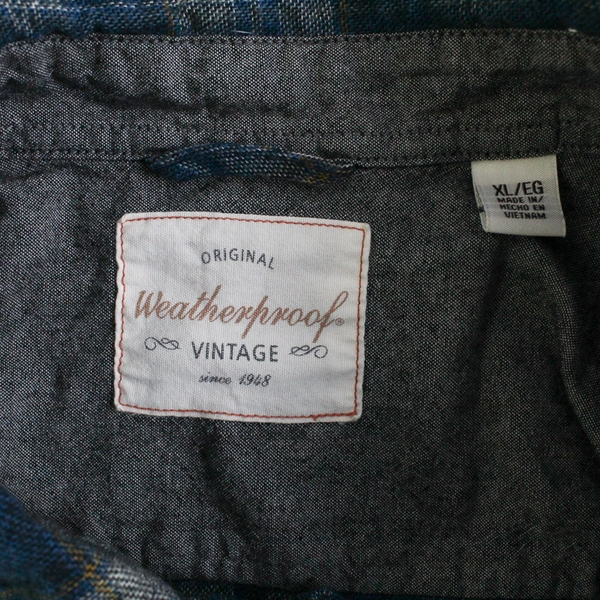 ORIGINAL
Weatherproof®
VINTAGE
since 1948
XL/EG
MADE IN/
HECHO EN
VIETNAM